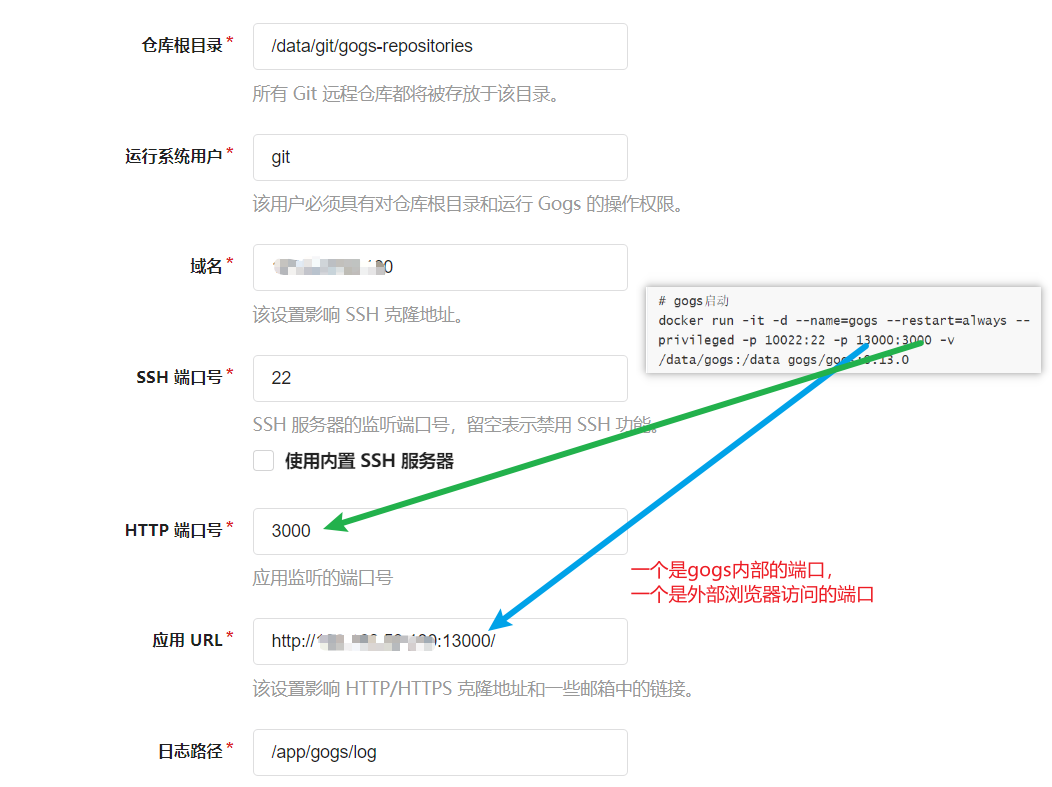 仓库根目录*
/data/git/gogs-repositories
所有 Git 远程仓库都将被存放于该目录。
运行系统用户*
git
该用户必须具有对仓库根目录和运行 Gogs 的操作权限。
域名*
该设置影响 SSH 克隆地址。
# gogs启动
docker run -it -d --name=gogs --restart=always --
privileged -p 10022:22 -p 13000:3000 -v
/data/gogs:/data
SSH 端口号*
22
SSH 服务器的监听端口号，留空表示禁用 SSH 功能。
使用内置 SSH 服务器
HTTP 端口号*
3000
应用监听的端口号
一个是gogs内部的端口，
一个是外部浏览器访问的端口
应用 URL*
http:// :13000/
该设置影响 HTTP/HTTPS 克隆地址和一些邮箱中的链接。
日志路径*
/app/gogs/log